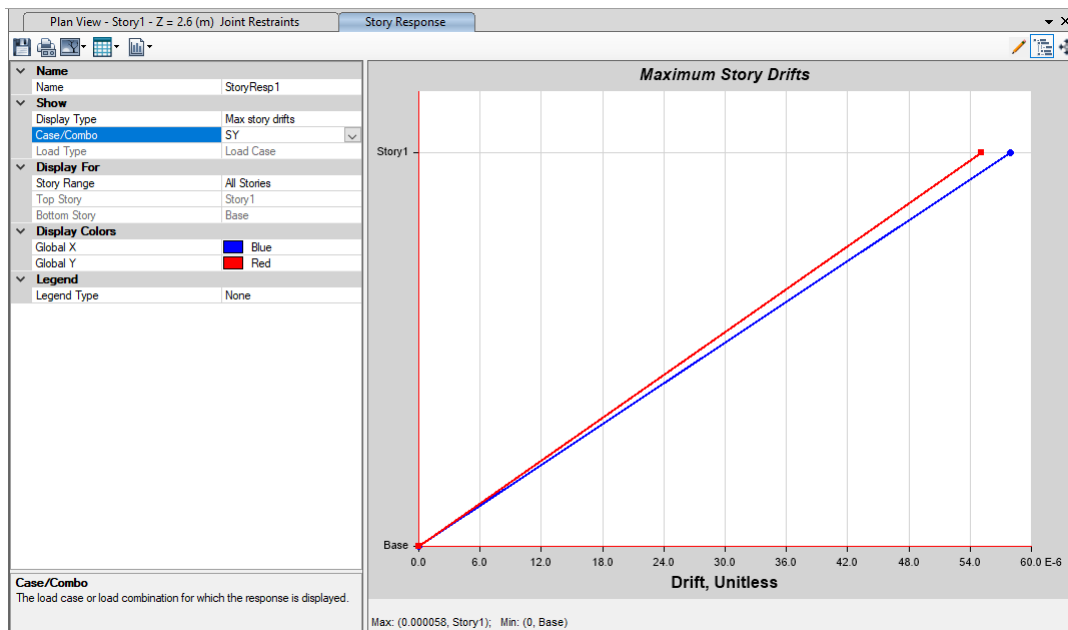 Plan View - Story1 - Z = 2.6 (m) Joint Restraints
Story Response
Name
Name StoryResp1
Show
Display Type Max story drifts
Case/Combo SY
Load Type Load Case
Display For
Story Range All Stories
Top Story Story1
Bottom Story Base
Display Colors
Global X Blue
Global Y Red
Legend
Legend Type None
Case/Combo
The load case or load combination for which the response is displayed.
Maximum Story Drifts
Story1
Base
0.0 6.0 12.0 18.0 24.0 30.0 36.0 42.0 48.0 54.0 60.0 E-6
Drift, Unitless
Max: (0.000058, Story1); Min: (0, Base)